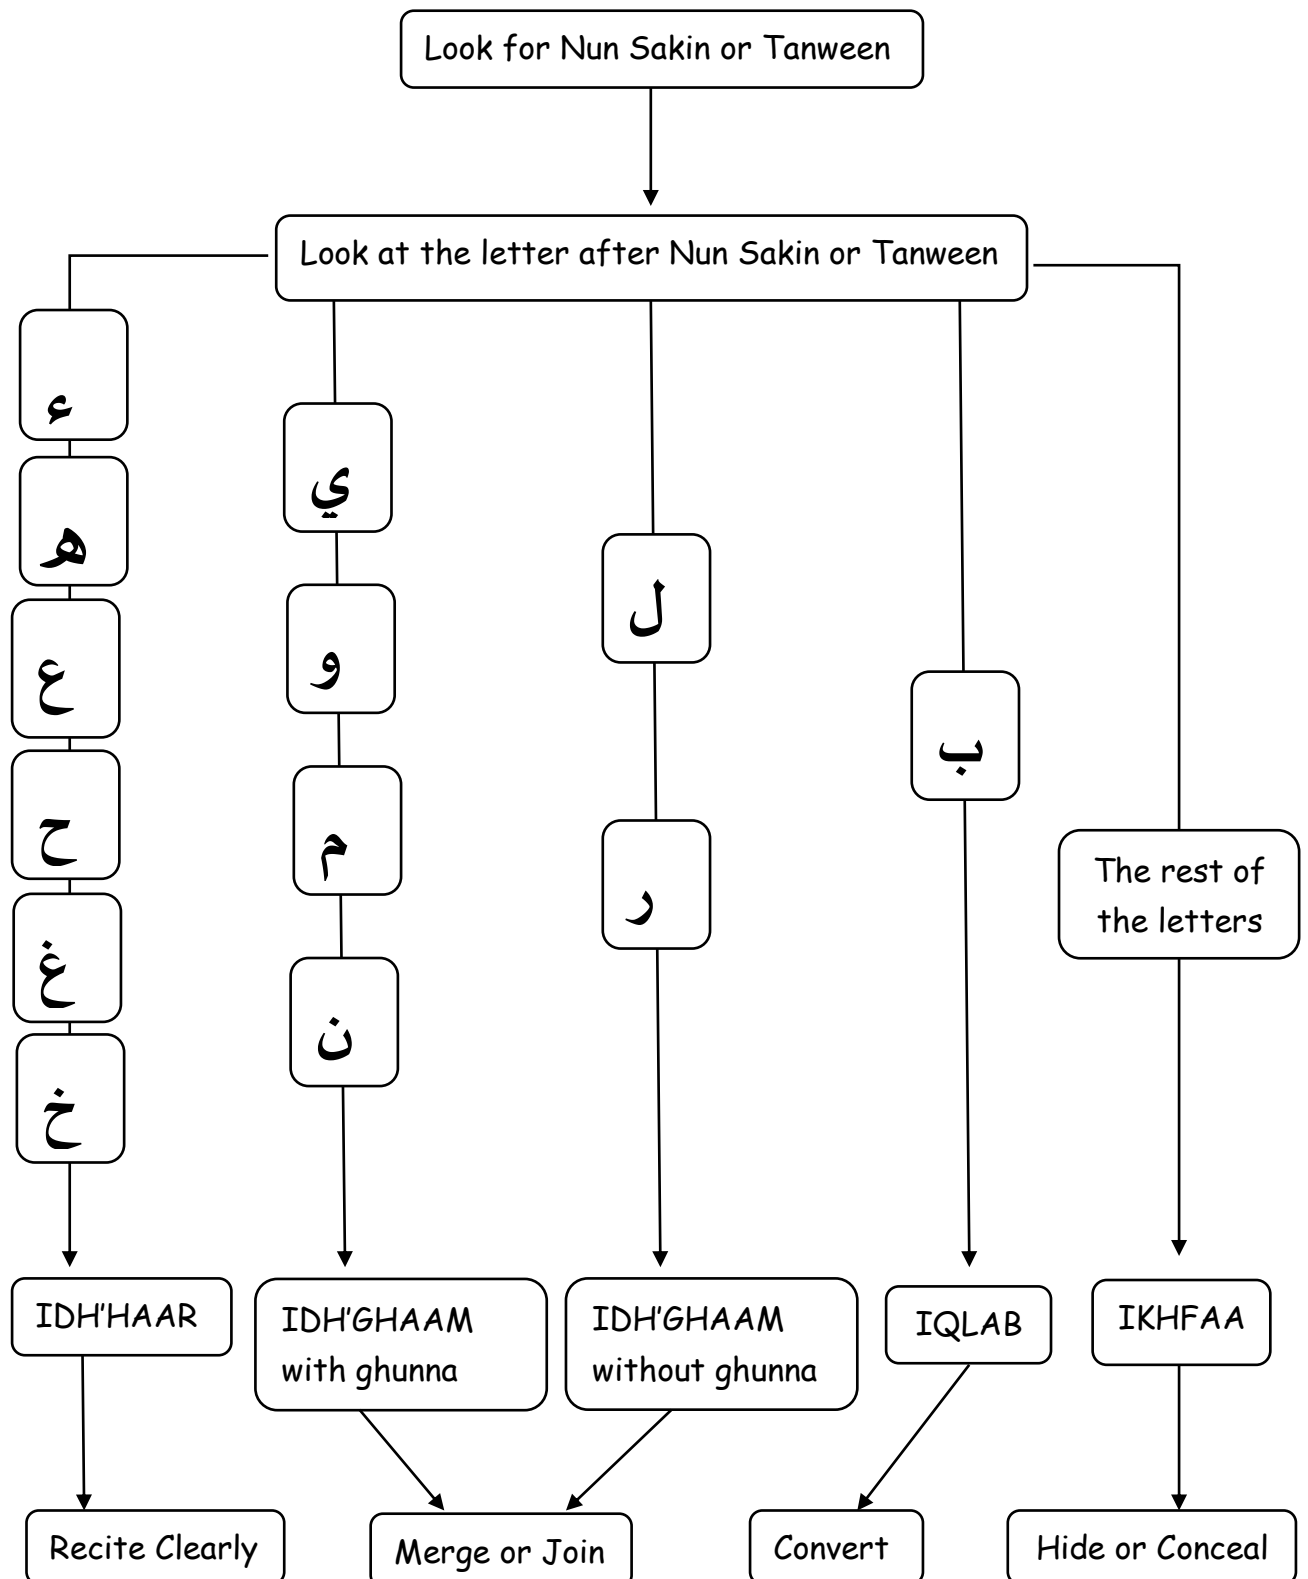 Look for Nun Sakin or Tanween
Look at the letter after Nun Sakin or Tanween
ء
ه
ع
ح
غ
خ
ي
و
م
ن
ل
ر
ب
The rest of
the letters
IDH'HAAR
IDH'GHAAM
with ghunna
IDH'GHAAM
without ghunna
IQLAB
IKHFAA
Recite Clearly
Merge or Join
Convert
Hide or Conceal